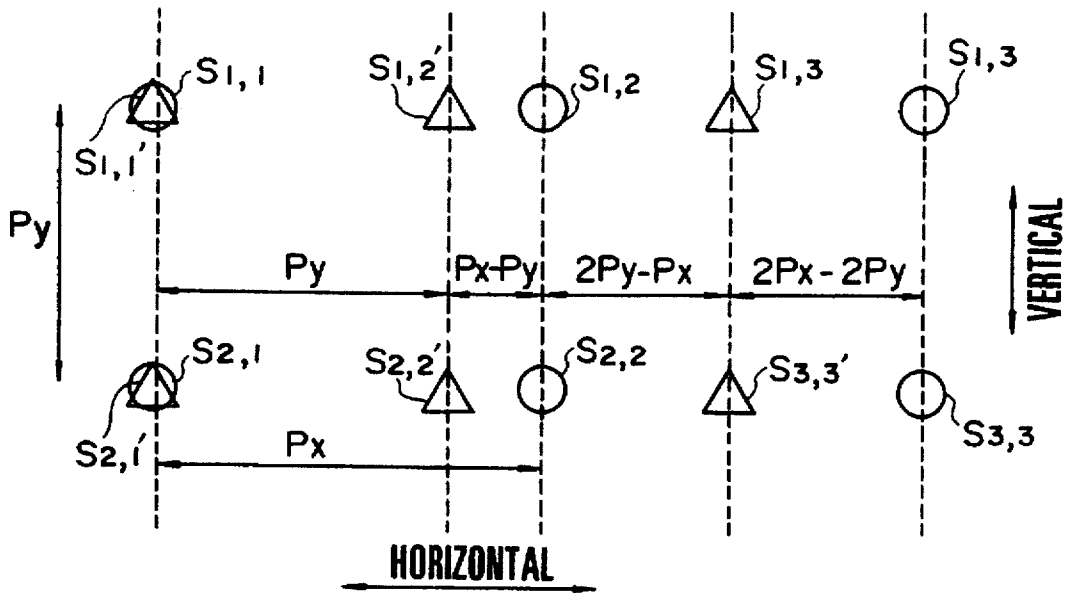 S1,1
S1,2′
S1,2
S1,3
S1,3
S1,1′
Py
VERTICAL
Py
Px-Py
2Py-Px
2Px - 2Py
S2,1
S2,2′
S2,2
S3,3′
S3,3
S2,1′
Px
HORIZONTAL